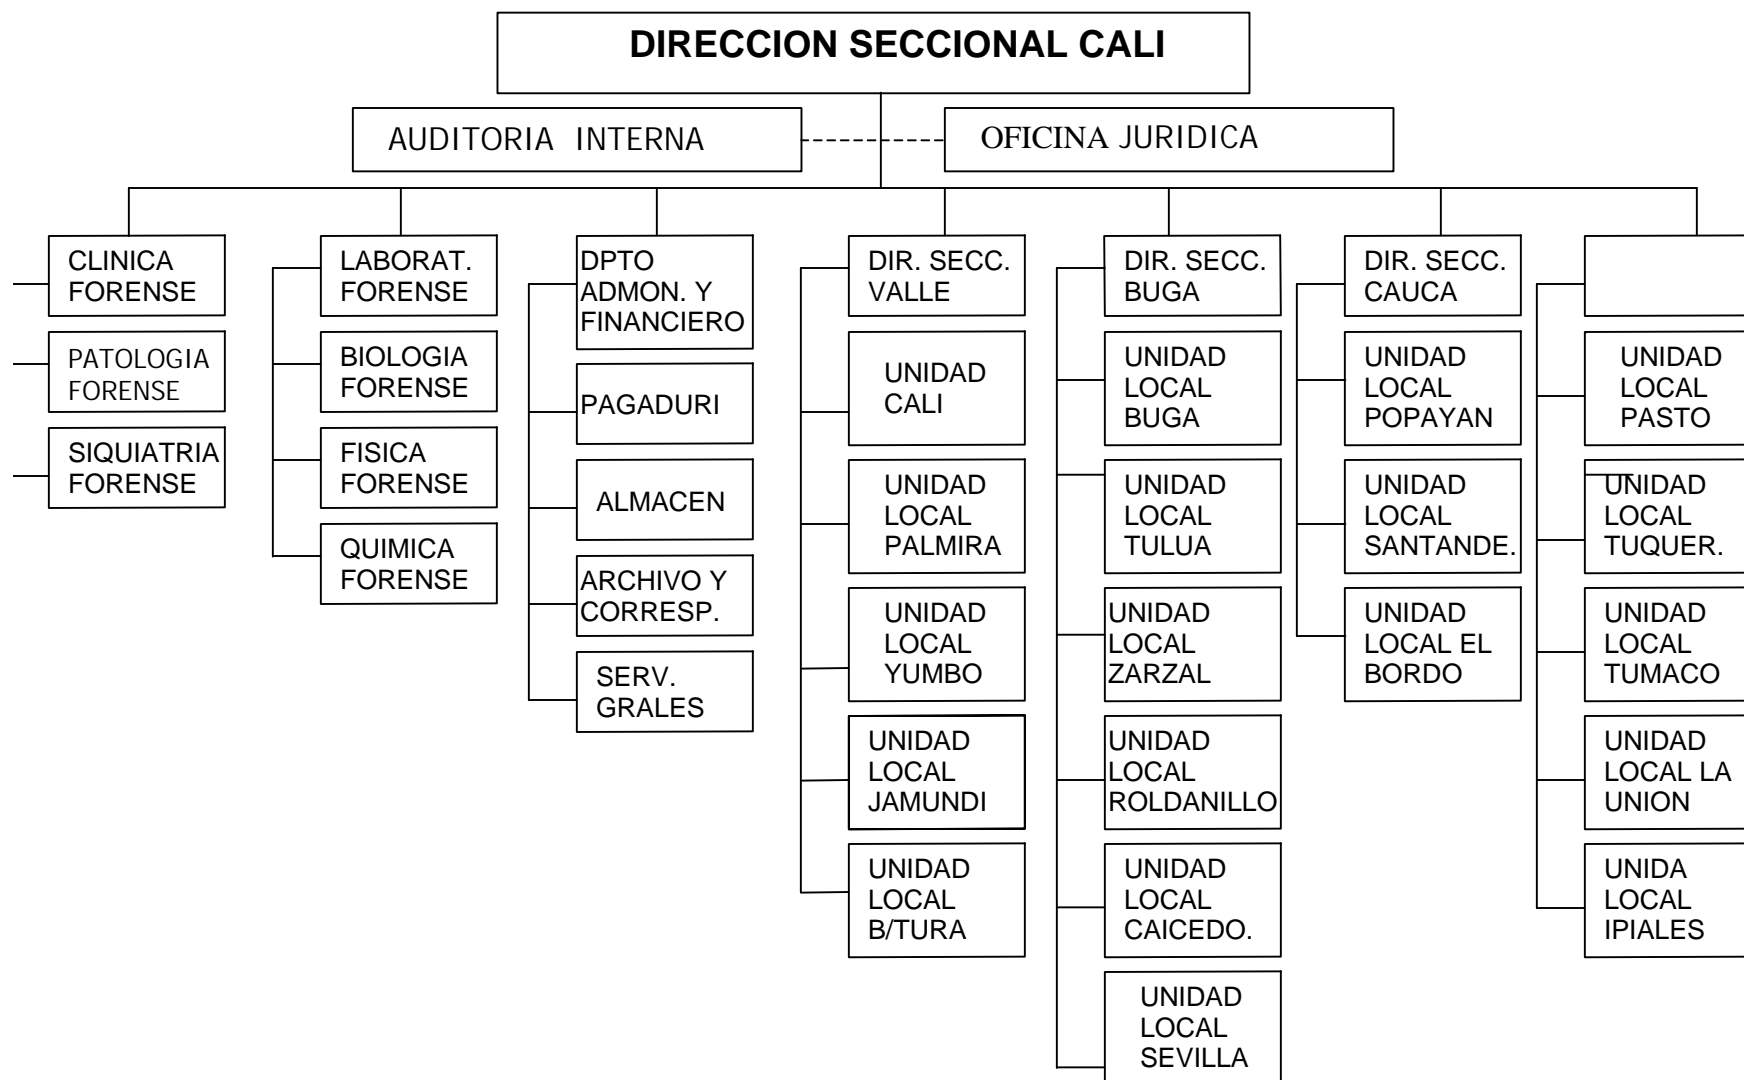 DIRECCION SECCIONAL CALI
AUDITORIA INTERNA
OFICINA JURIDICA
CLINICA
FORENSE
PATOLOGIA
FORENSE
SIQUIATRIA
FORENSE
LABORAT.
FORENSE
BIOLOGIA
FORENSE
FISICA
FORENSE
QUIMICA
FORENSE
DPTO
ADMON. Y
FINANCIERO
PAGADURI
ALMACEN
ARCHIVO Y
CORRESP.
SERV.
GRALES
DIR. SECC.
VALLE
UNIDAD
CALI
UNIDAD
LOCAL
PALMIRA
UNIDAD
LOCAL
YUMBO
UNIDAD
LOCAL
JAMUNDI
UNIDAD
LOCAL
B/TURA
DIR. SECC.
BUGA
UNIDAD
LOCAL
BUGA
UNIDAD
LOCAL
TULUA
UNIDAD
LOCAL
ZARZAL
UNIDAD
LOCAL
ROLDANILLO
UNIDAD
LOCAL
CAICEDO.
UNIDAD
LOCAL
SEVILLA
DIR. SECC.
CAUCA
UNIDAD
LOCAL
POPAYAN
UNIDAD
LOCAL
SANTANDE.
UNIDAD
LOCAL EL
BORDO
UNIDAD
LOCAL
PASTO
UNIDAD
LOCAL
TUQUER.
UNIDAD
LOCAL
TUMACO
UNIDAD
LOCAL LA
UNION
UNIDA
LOCAL
IPIALES